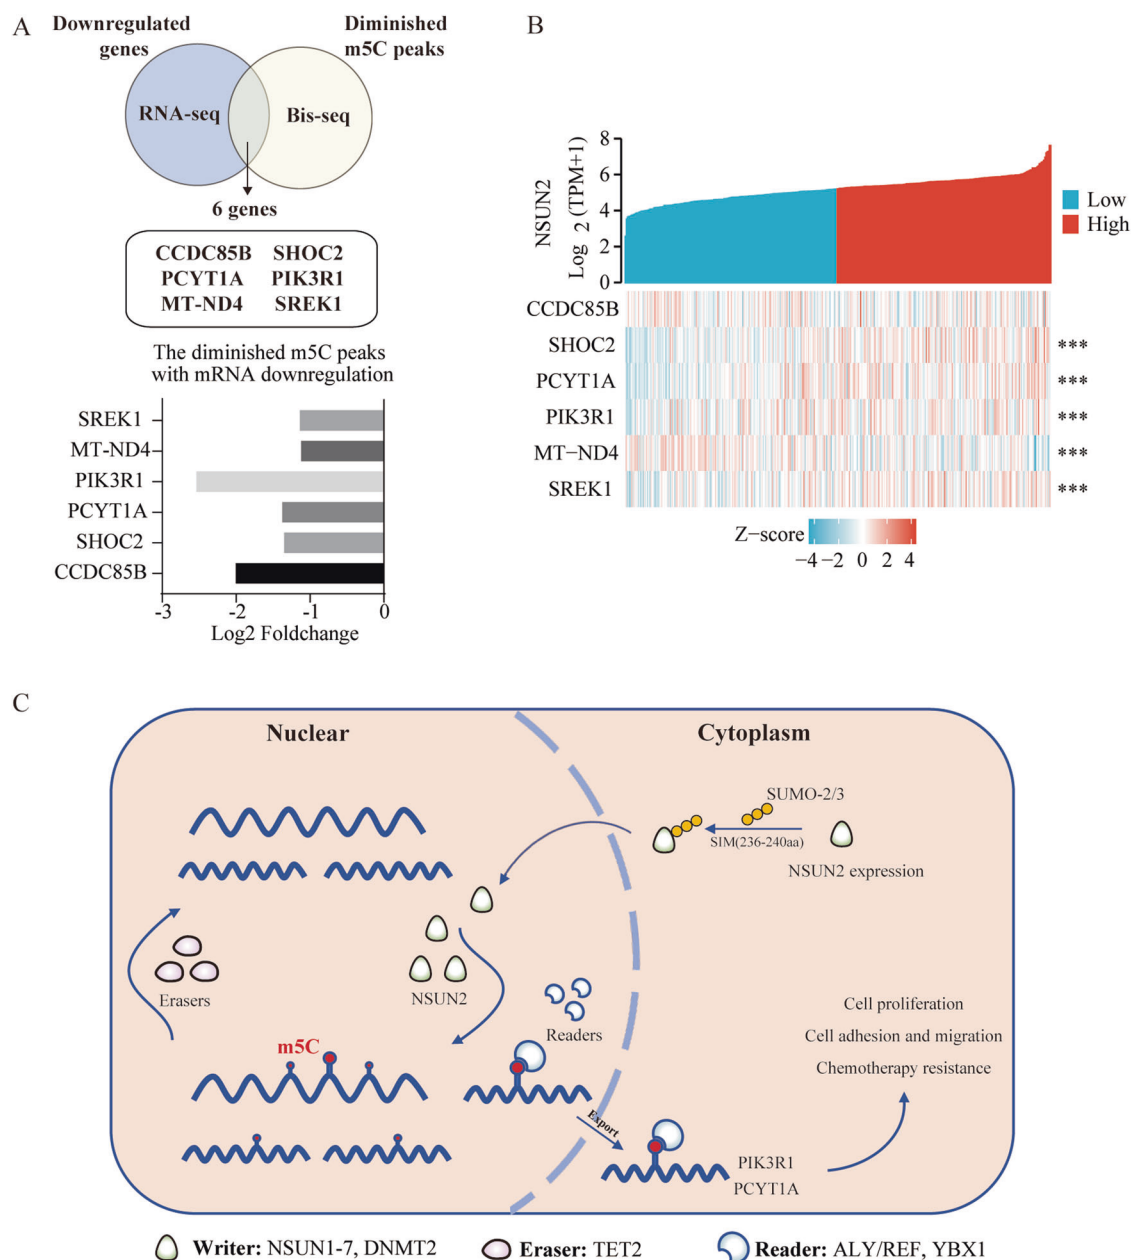 A
Downregulated
genes
Diminished
m5C peaks
RNA-seq
Bis-seq
6 genes
CCDC85B SHOC2
PCYT1A PIK3R1
MT-ND4 SREK1
The diminished m5C peaks
with mRNA downregulation
SREK1
MT-ND4
PIK3R1
PCYT1A
SHOC2
CCDC85B
-3 -2 -1 0
Log2 Foldchange
B
NSUN2
Log 2 (TPM+1)
8
6
4
2
0
Low
High
CCDC85B
SHOC2 ***
PCYT1A ***
PIK3R1 ***
MT−ND4 ***
SREK1 ***
Z−score
−4 −2 0 2 4
C
Nuclear
Cytoplasm
SUMO-2/3
SIM(236-240aa)
NSUN2 expression
Erasers
NSUN2
Readers
m5C
Export
Cell proliferation
Cell adhesion and migration
Chemotherapy resistance
PIK3R1
PCYT1A
Writer: NSUN1-7, DNMT2
Eraser: TET2
Reader: ALY/REF, YBX1